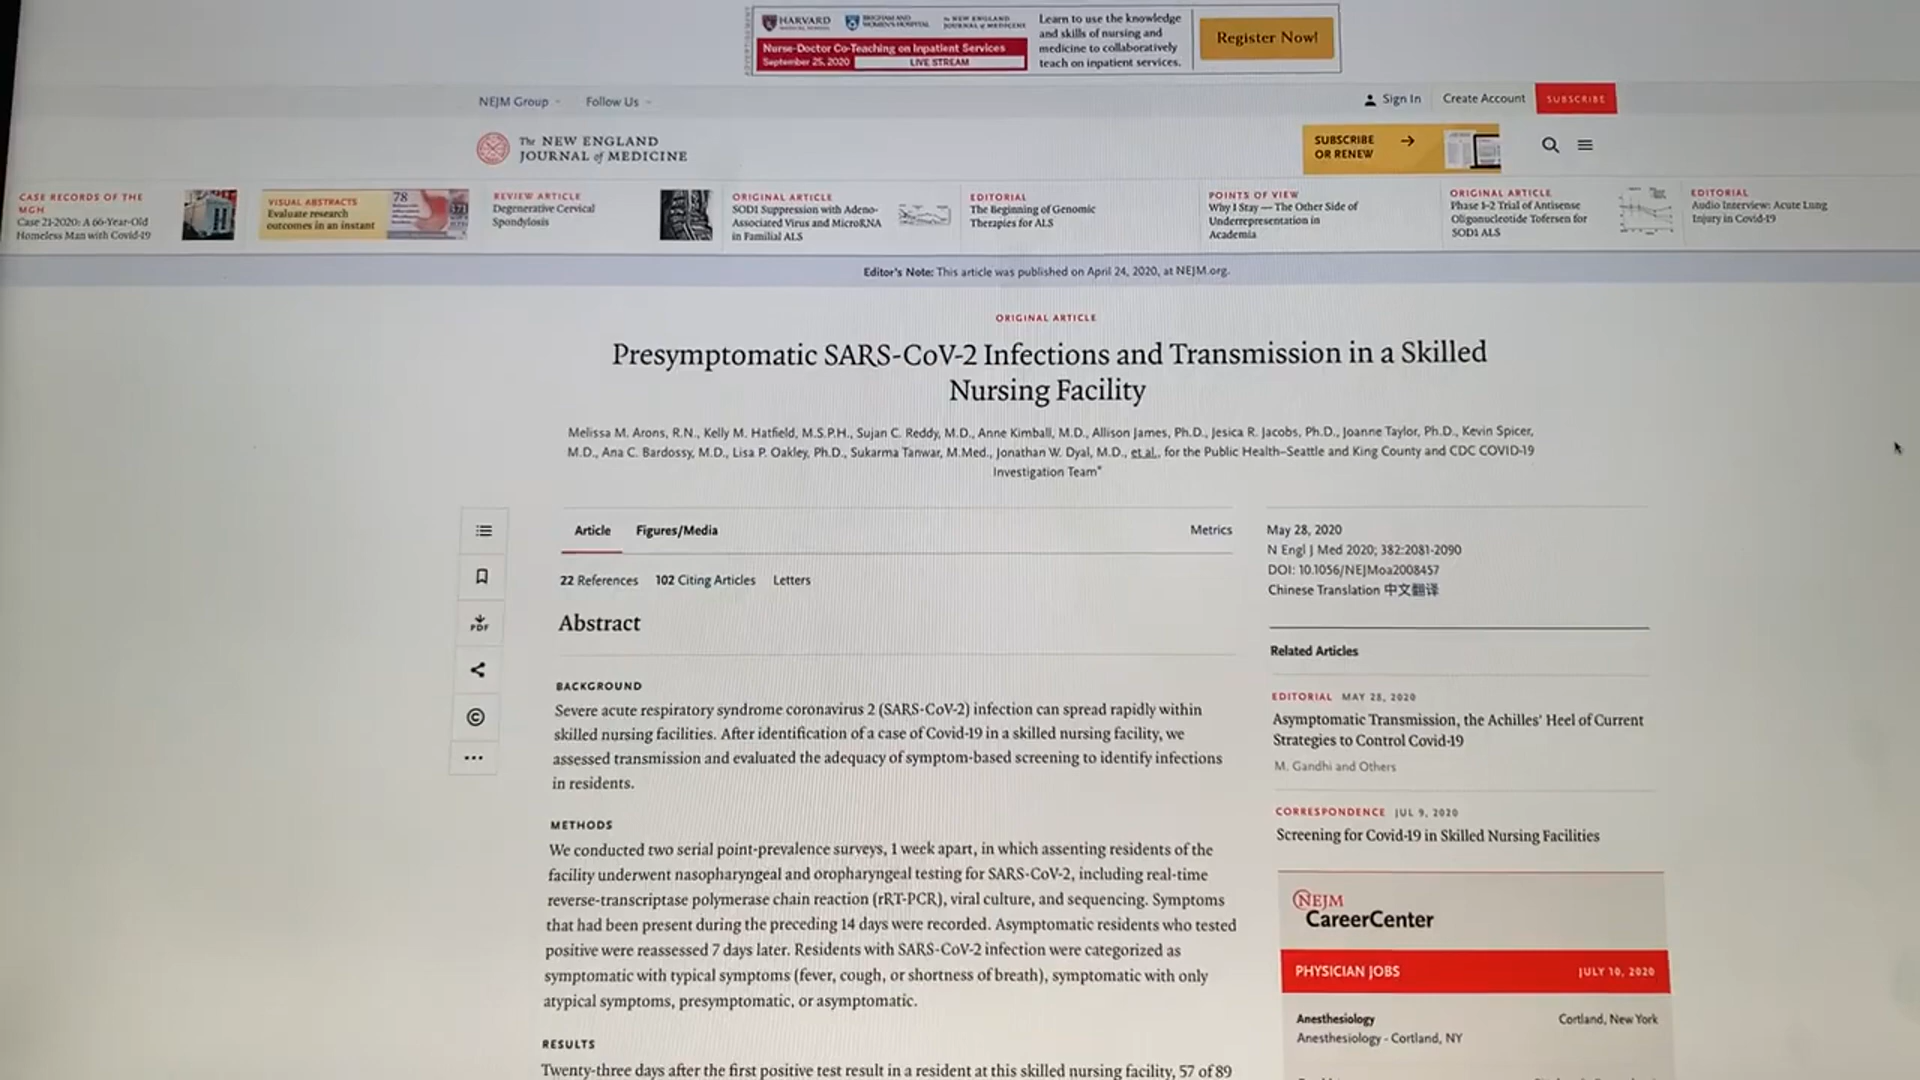 ADVERTISEMENT
HARVARD
BRIGHAM AND WOMEN'S HOSPITAL
The NEW ENGLAND JOURNAL of MEDICINE
Nurse-Doctor Co-Teaching on Inpatient Services
September 25, 2020
LIVE STREAM
Learn to use the knowledge
and skills of nursing and
medicine to collaboratively
teach on inpatient services.
Register Now!
NEJM Group
Follow Us
Sign In
Create Account
SUBSCRIBE
The NEW ENGLAND
JOURNAL of MEDICINE
SUBSCRIBE
OR RENEW
CASE RECORDS OF THE
MGH
Case 21-2020: A 66-Year-Old
Homeless Man with Covid-19
VISUAL ABSTRACTS
Evaluate research
outcomes in an instant
78
REVIEW ARTICLE
Degenerative Cervical
Spondylosis
ORIGINAL ARTICLE
SOD1 Suppression with Adeno-
Associated Virus and MicroRNA
in Familial ALS
EDITORIAL
The Beginning of Genomic
Therapies for ALS
POINTS OF VIEW
Why I Stay — The Other Side of
Underrepresentation in
Academia
ORIGINAL ARTICLE
Phase 1–2 Trial of Antisense
Oligonucleotide Tofersen for
SOD1 ALS
EDITORIAL
Audio Interview: Acute Lung
Injury in Covid-19
Editor's Note: This article was published on April 24, 2020, at NEJM.org.
ORIGINAL ARTICLE
Presymptomatic SARS-CoV-2 Infections and Transmission in a Skilled
Nursing Facility
Melissa M. Arons, R.N., Kelly M. Hatfield, M.S.P.H., Sujan C. Reddy, M.D., Anne Kimball, M.D., Allison James, Ph.D., Jesica R. Jacobs, Ph.D., Joanne Taylor, Ph.D., Kevin Spicer,
M.D., Ana C. Bardossy, M.D., Lisa P. Oakley, Ph.D., Sukarma Tanwar, M.Med., Jonathan W. Dyal, M.D., et al., for the Public Health–Seattle and King County and CDC COVID-19
Investigation Team*
Article
Figures/Media
Metrics
22 References
102 Citing Articles
Letters
PDF
Abstract
BACKGROUND
Severe acute respiratory syndrome coronavirus 2 (SARS-CoV-2) infection can spread rapidly within
skilled nursing facilities. After identification of a case of Covid-19 in a skilled nursing facility, we
assessed transmission and evaluated the adequacy of symptom-based screening to identify infections
in residents.
METHODS
We conducted two serial point-prevalence surveys, 1 week apart, in which assenting residents of the
facility underwent nasopharyngeal and oropharyngeal testing for SARS-CoV-2, including real-time
reverse-transcriptase polymerase chain reaction (rRT-PCR), viral culture, and sequencing. Symptoms
that had been present during the preceding 14 days were recorded. Asymptomatic residents who tested
positive were reassessed 7 days later. Residents with SARS-CoV-2 infection were categorized as
symptomatic with typical symptoms (fever, cough, or shortness of breath), symptomatic with only
atypical symptoms, presymptomatic, or asymptomatic.
RESULTS
Twenty-three days after the first positive test result in a resident at this skilled nursing facility, 57 of 89
May 28, 2020
N Engl J Med 2020; 382:2081-2090
DOI: 10.1056/NEJMoa2008457
Chinese Translation 中文翻译
Related Articles
EDITORIAL MAY 28, 2020
Asymptomatic Transmission, the Achilles' Heel of Current
Strategies to Control Covid-19
M. Gandhi and Others
CORRESPONDENCE JUL 9, 2020
Screening for Covid-19 in Skilled Nursing Facilities
NEJM
CareerCenter
PHYSICIAN JOBS
JULY 10, 2020
Anesthesiology
Cortland, New York
Anesthesiology - Cortland, NY